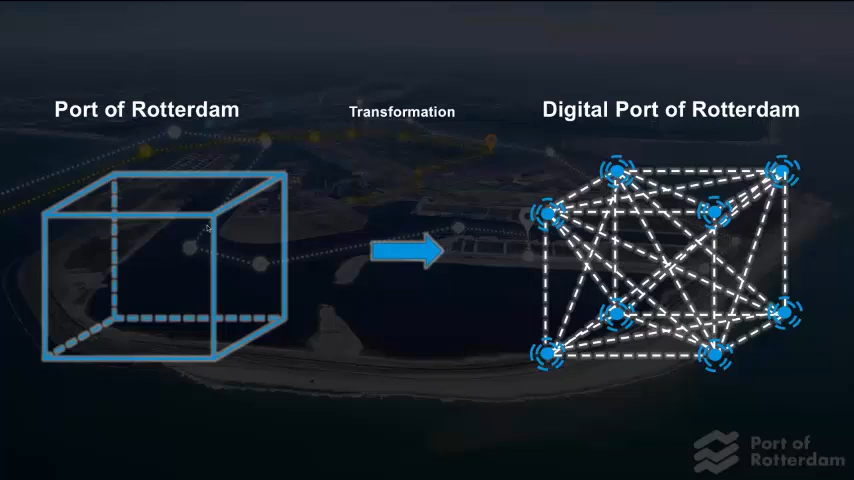 Port of Rotterdam
Transformation
Digital Port of Rotterdam
Port of
Rotterdam